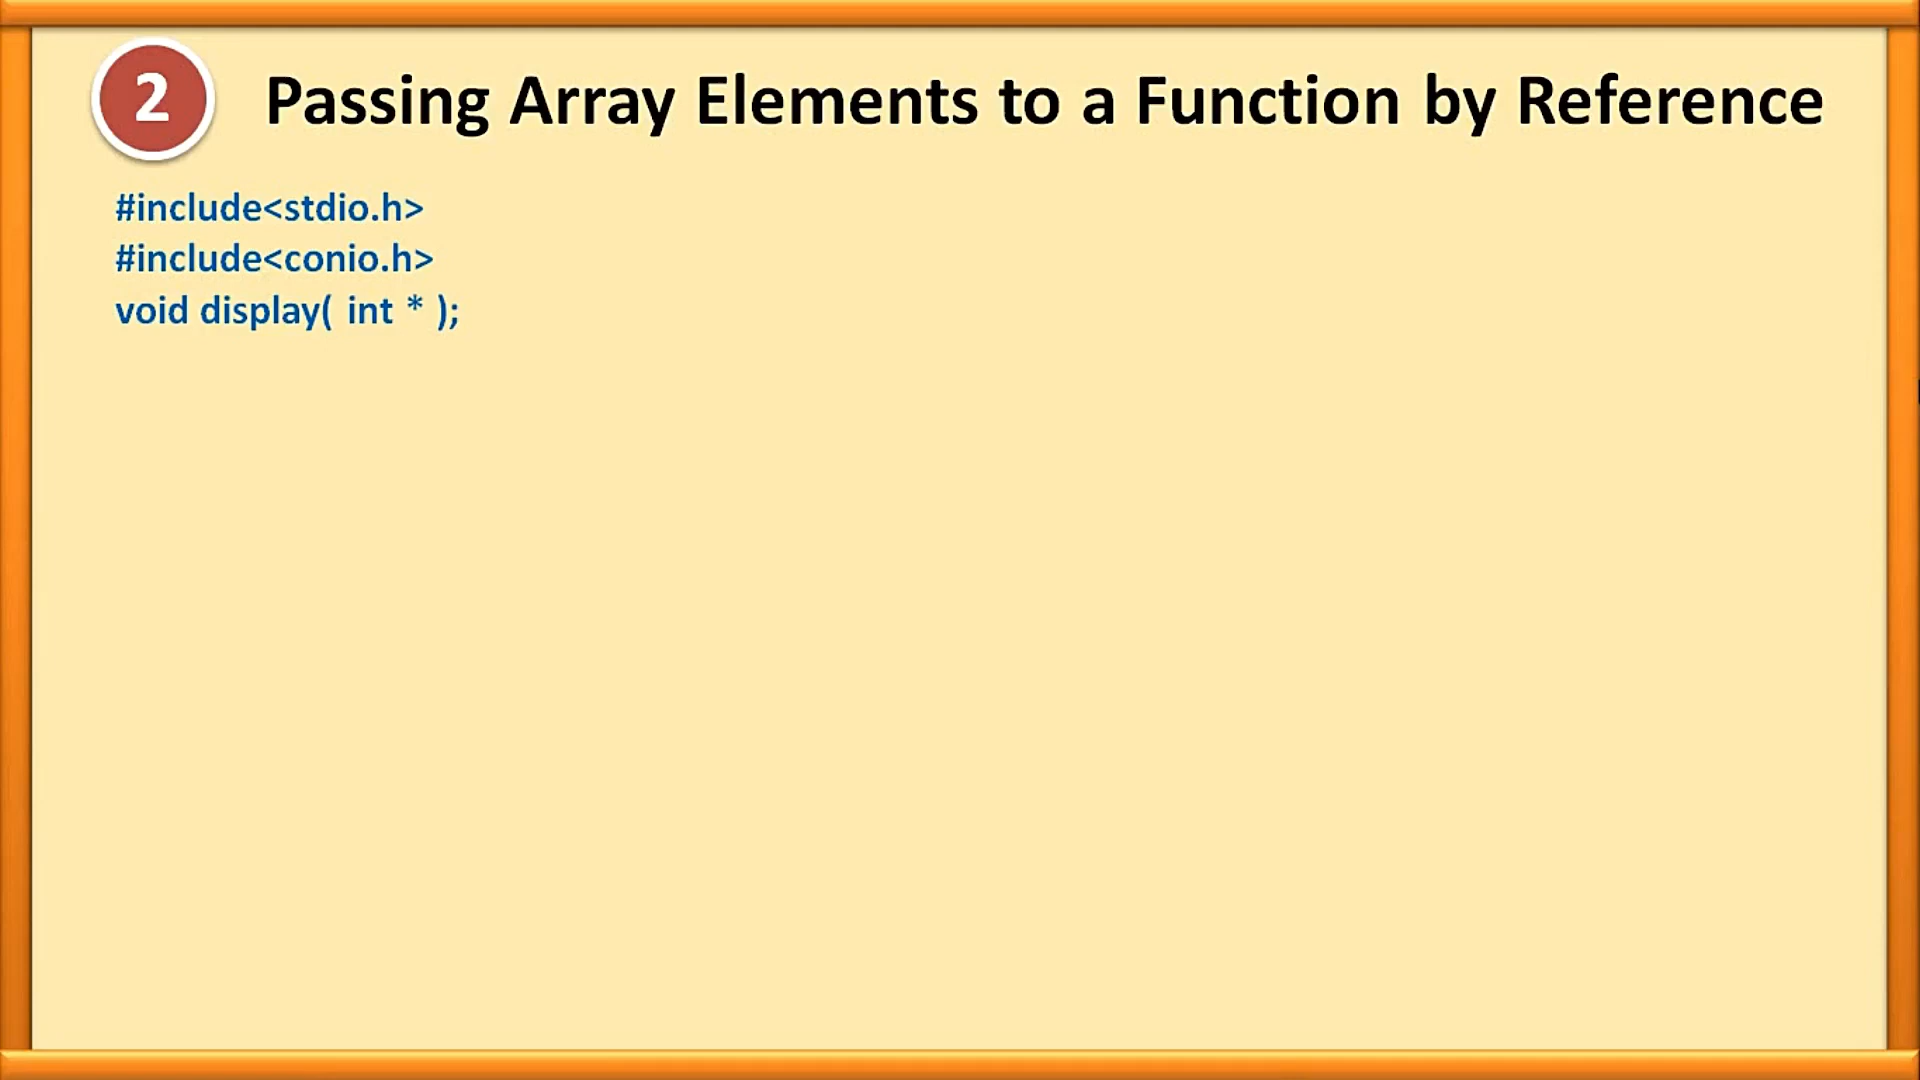 2 Passing Array Elements to a Function by Reference
#include<stdio.h>
#include<conio.h>
void display( int * );